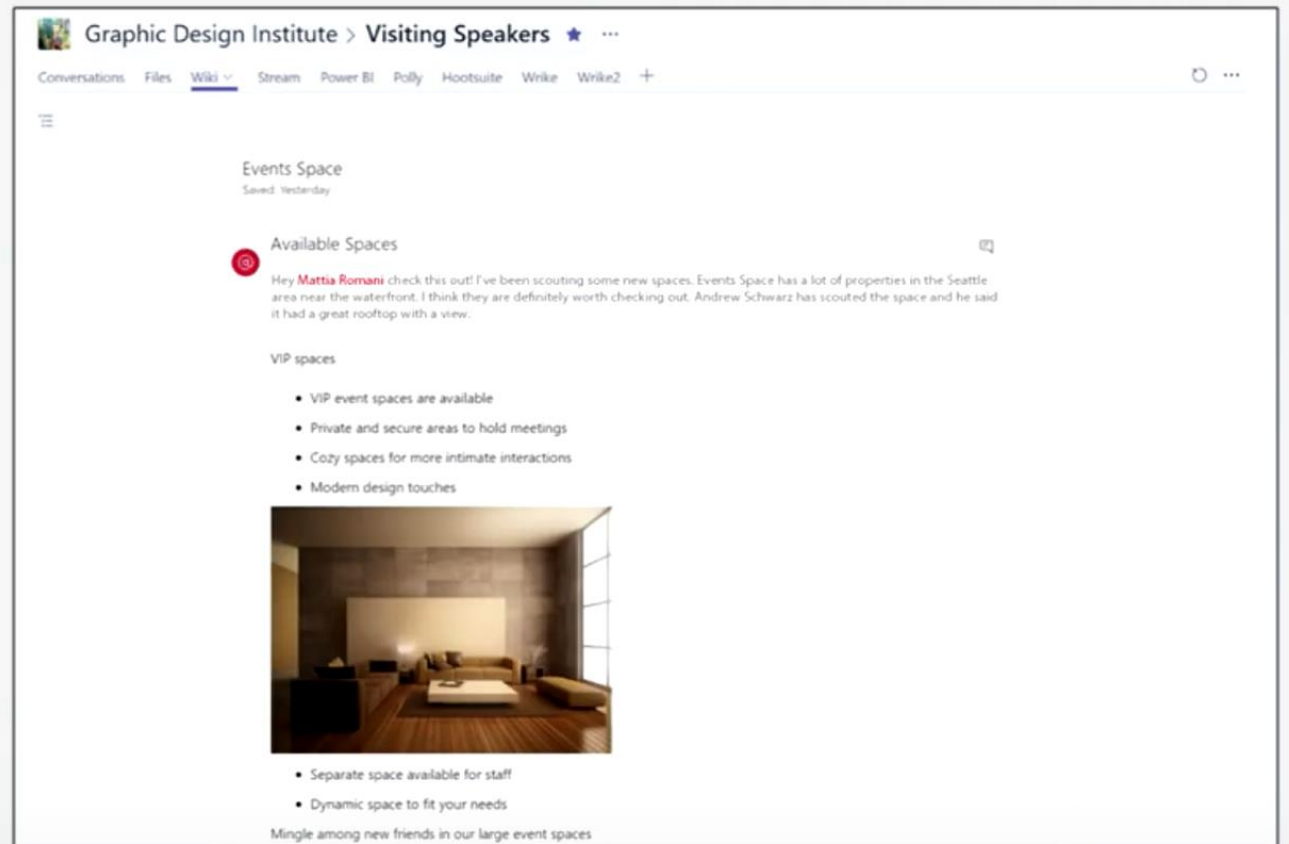 Graphic Design Institute > Visiting Speakers ★ ···
Conversations Files Wiki Stream Power BI Polly Hootsuite Wrike Wrike2 +
Events Space
Saved: Yesterday
Available Spaces
@
Hey Mattia Romani check this out! I've been scouting some new spaces. Events Space has a lot of properties in the Seattle
area near the waterfront. I think they are definitely worth checking out. Andrew Schwarz has scouted the space and he said
it had a great rooftop with a view.
VIP spaces
• VIP event spaces are available
• Private and secure areas to hold meetings
• Cozy spaces for more intimate interactions
• Modern design touches
• Separate space available for staff
• Dynamic space to fit your needs
Mingle among new friends in our large event spaces